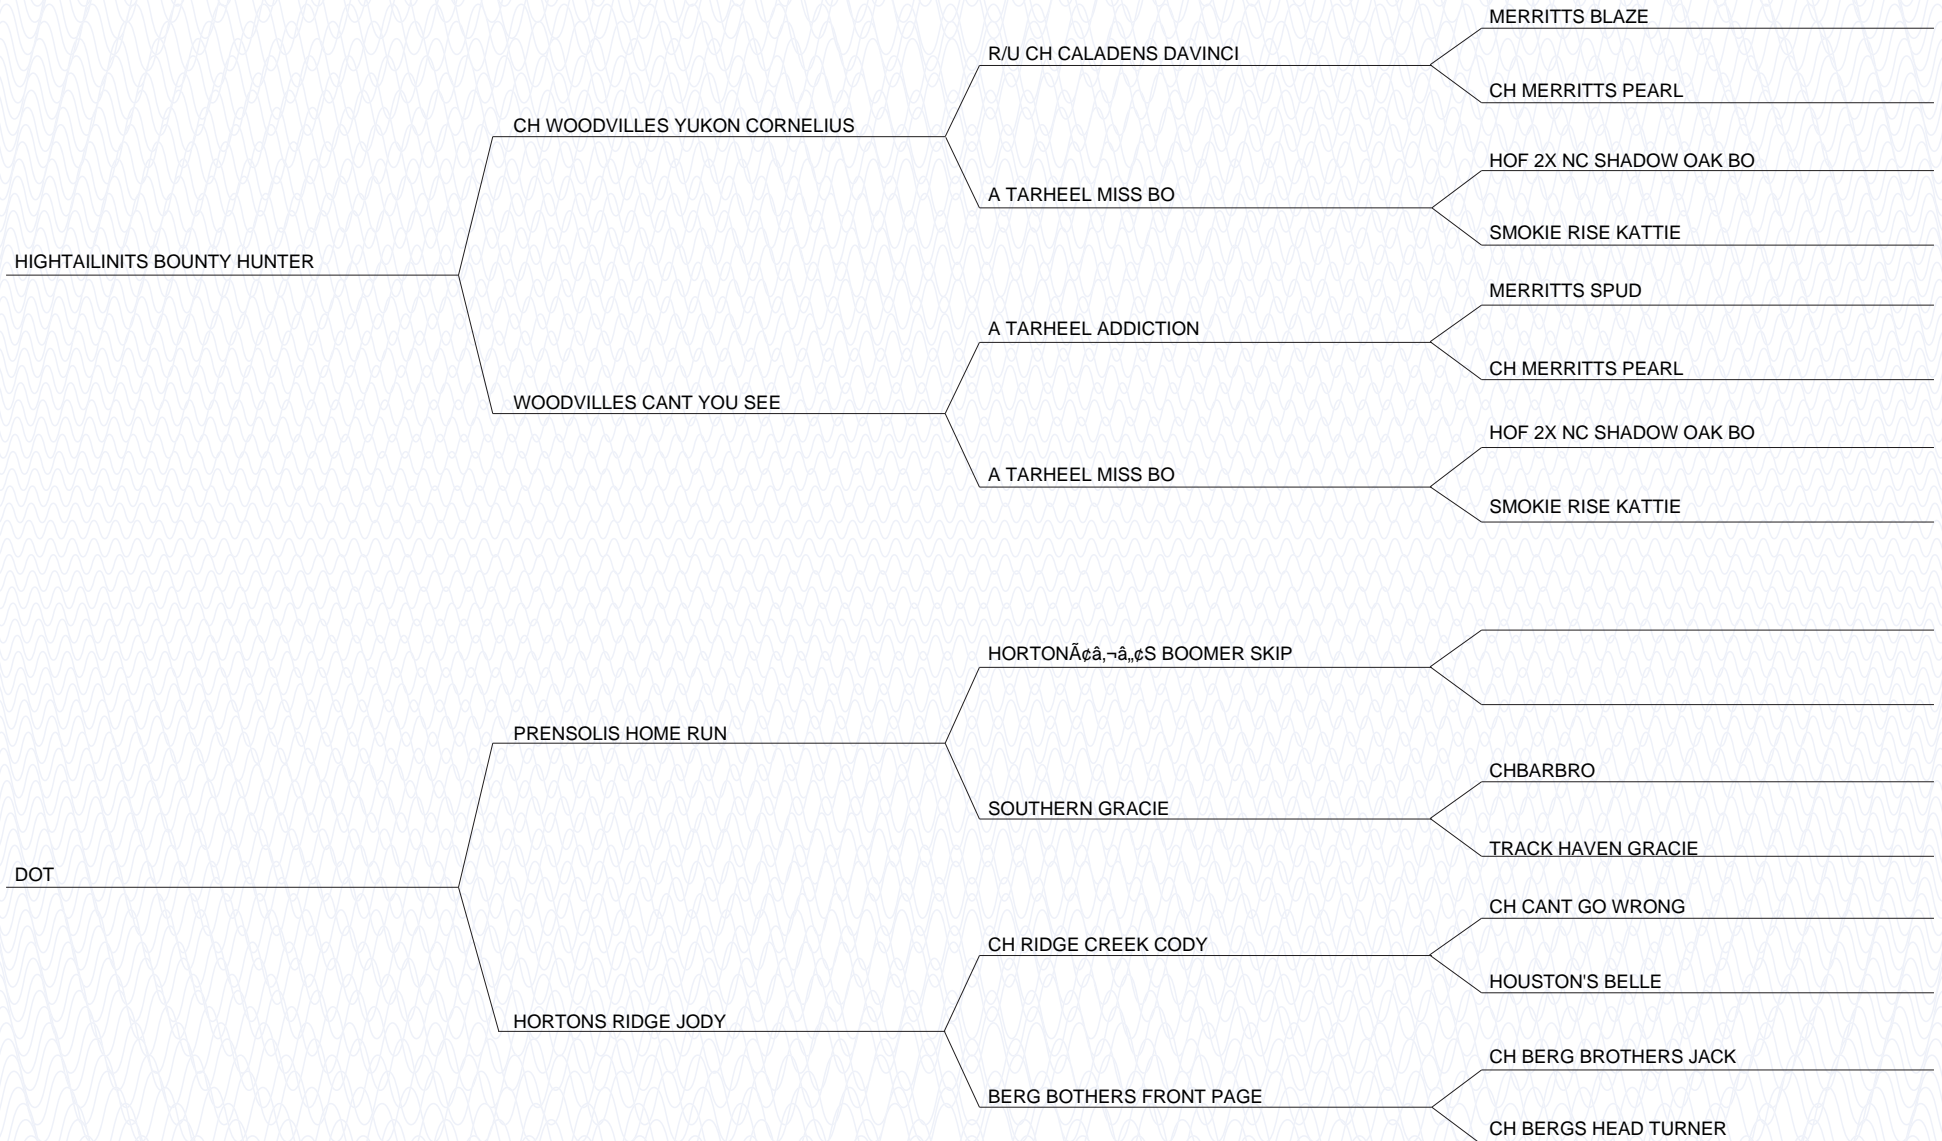 MERRITTS BLAZE
R/U CH CALADENS DAVINCI
CH MERRITTS PEARL
CH WOODVILLES YUKON CORNELIUS
HOF 2X NC SHADOW OAK BO
A TARHEEL MISS BO
SMOKIE RISE KATTIE
HIGHTAILINITS BOUNTY HUNTER
MERRITTS SPUD
A TARHEEL ADDICTION
CH MERRITTS PEARL
WOODVILLES CANT YOU SEE
HOF 2X NC SHADOW OAK BO
A TARHEEL MISS BO
SMOKIE RISE KATTIE
HORTONÃ¢â‚¬â„¢S BOOMER SKIP
PRENSOLIS HOME RUN
CHBARBRO
SOUTHERN GRACIE
TRACK HAVEN GRACIE
DOT
CH CANT GO WRONG
CH RIDGE CREEK CODY
HOUSTON'S BELLE
HORTONS RIDGE JODY
CH BERG BROTHERS JACK
BERG BOTHERS FRONT PAGE
CH BERGS HEAD TURNER